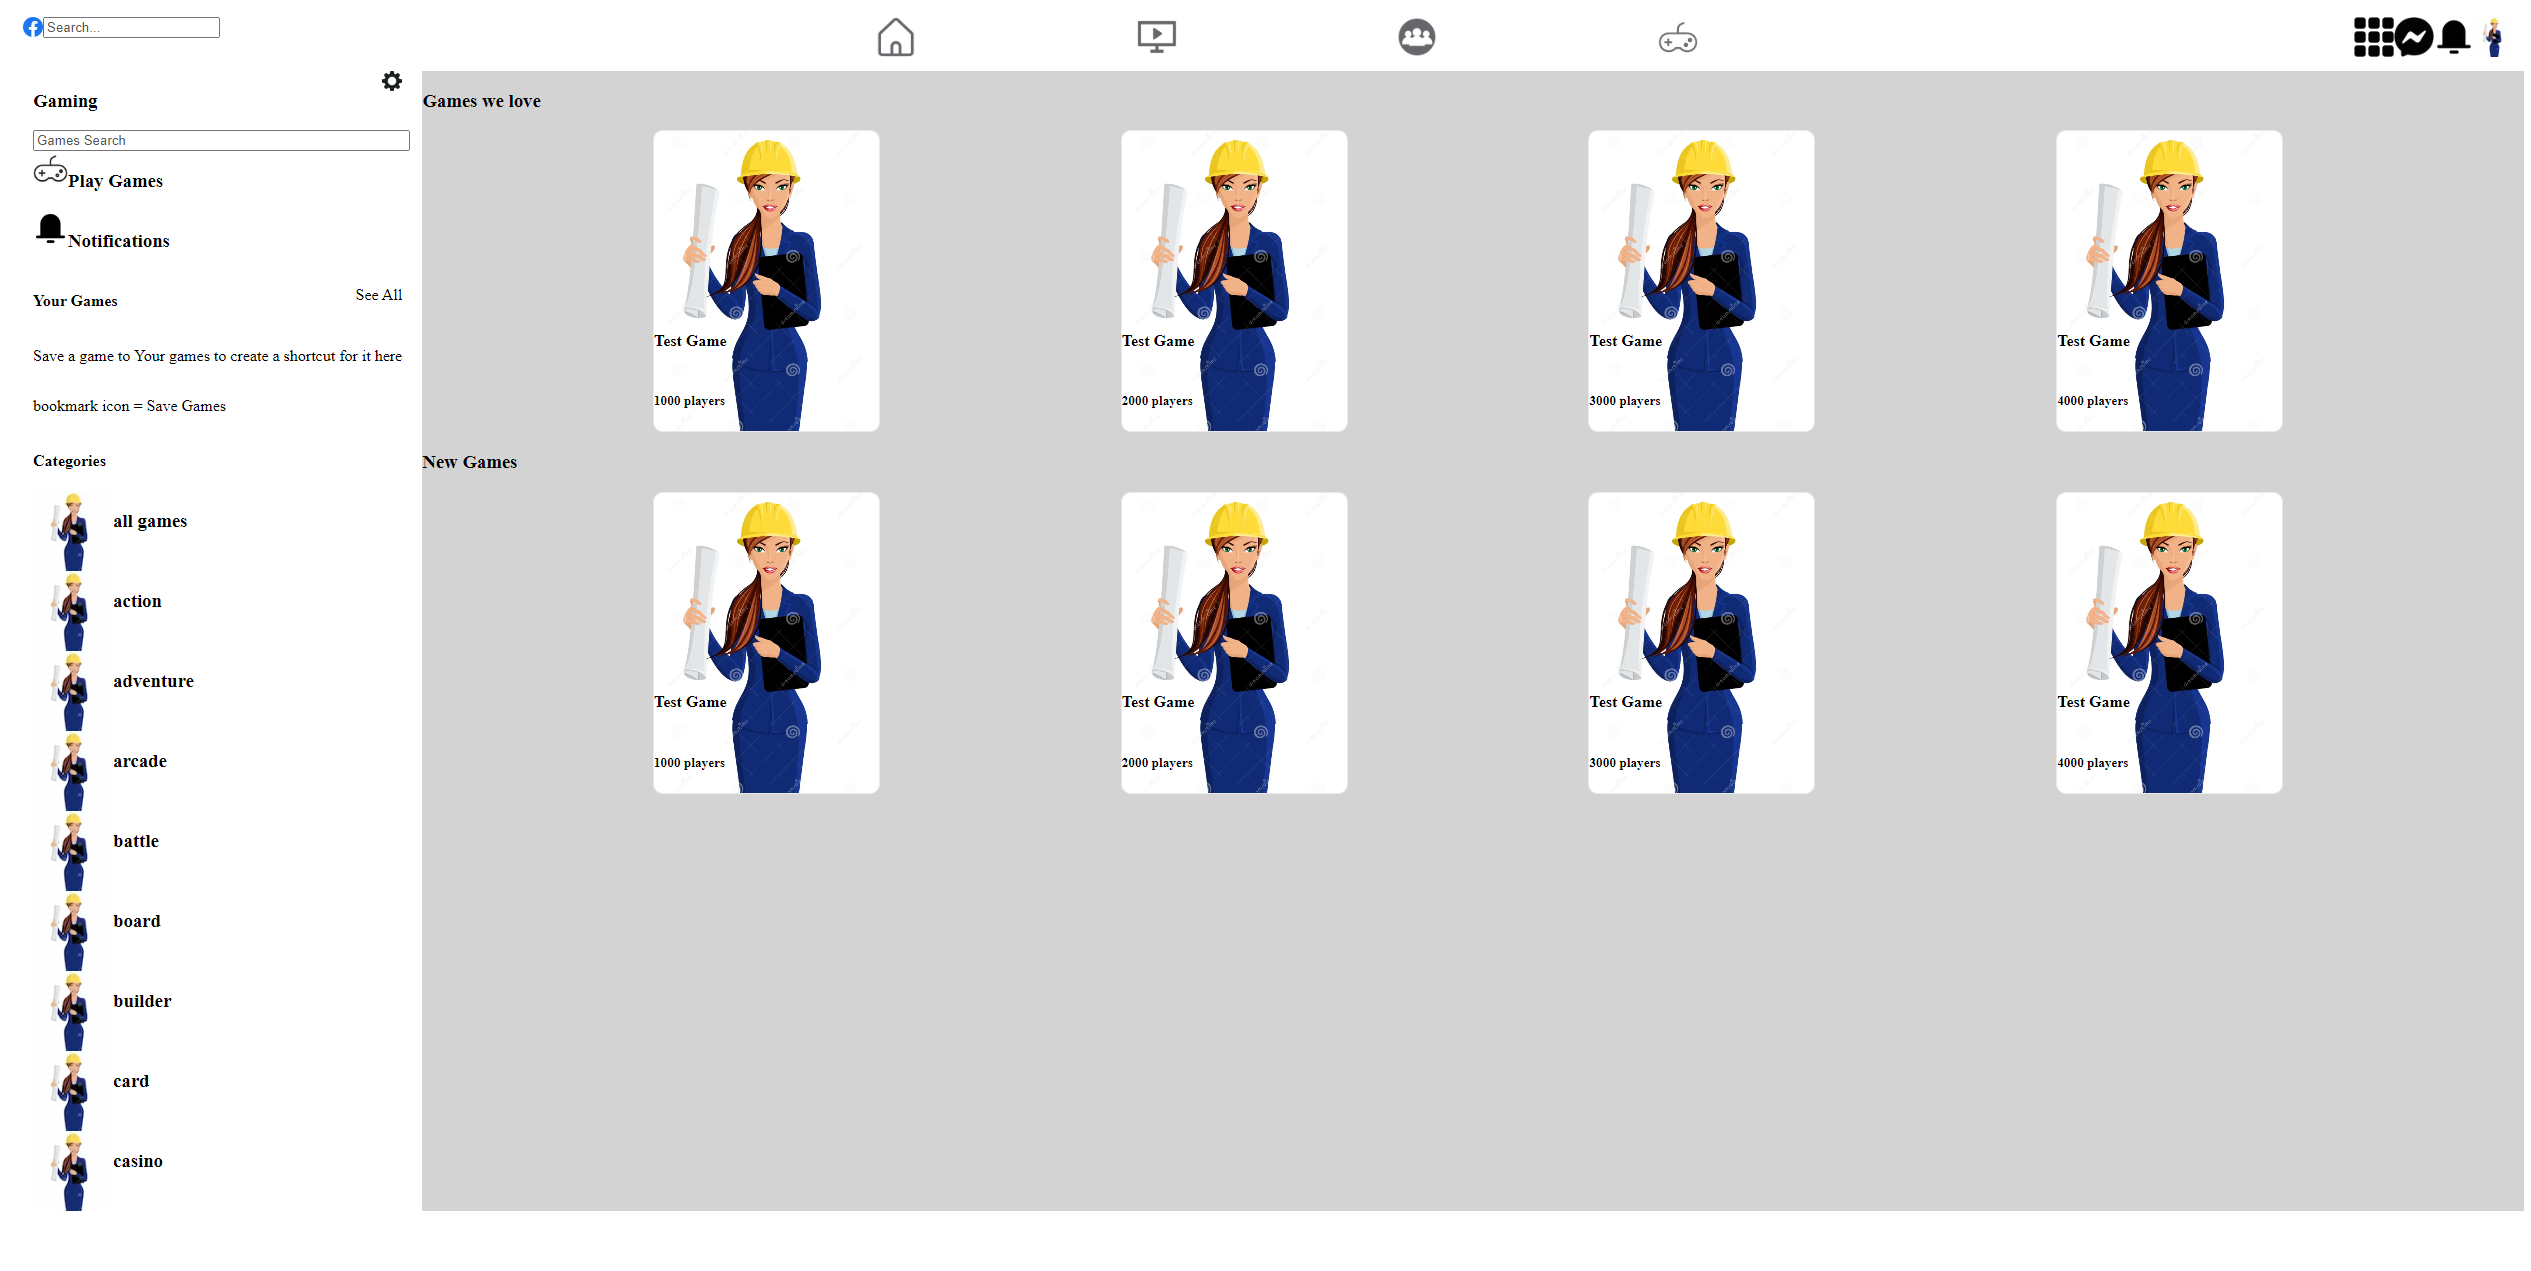 Search...
Gaming
Games Search
Play Games
Notifications
Your Games
See All
Save a game to Your games to create a shortcut for it here
bookmark icon = Save Games
Categories
all games
action
adventure
arcade
battle
board
builder
card
casino
Games we love
Test Game
1000 players
Test Game
2000 players
Test Game
3000 players
Test Game
4000 players
New Games
Test Game
1000 players
Test Game
2000 players
Test Game
3000 players
Test Game
4000 players